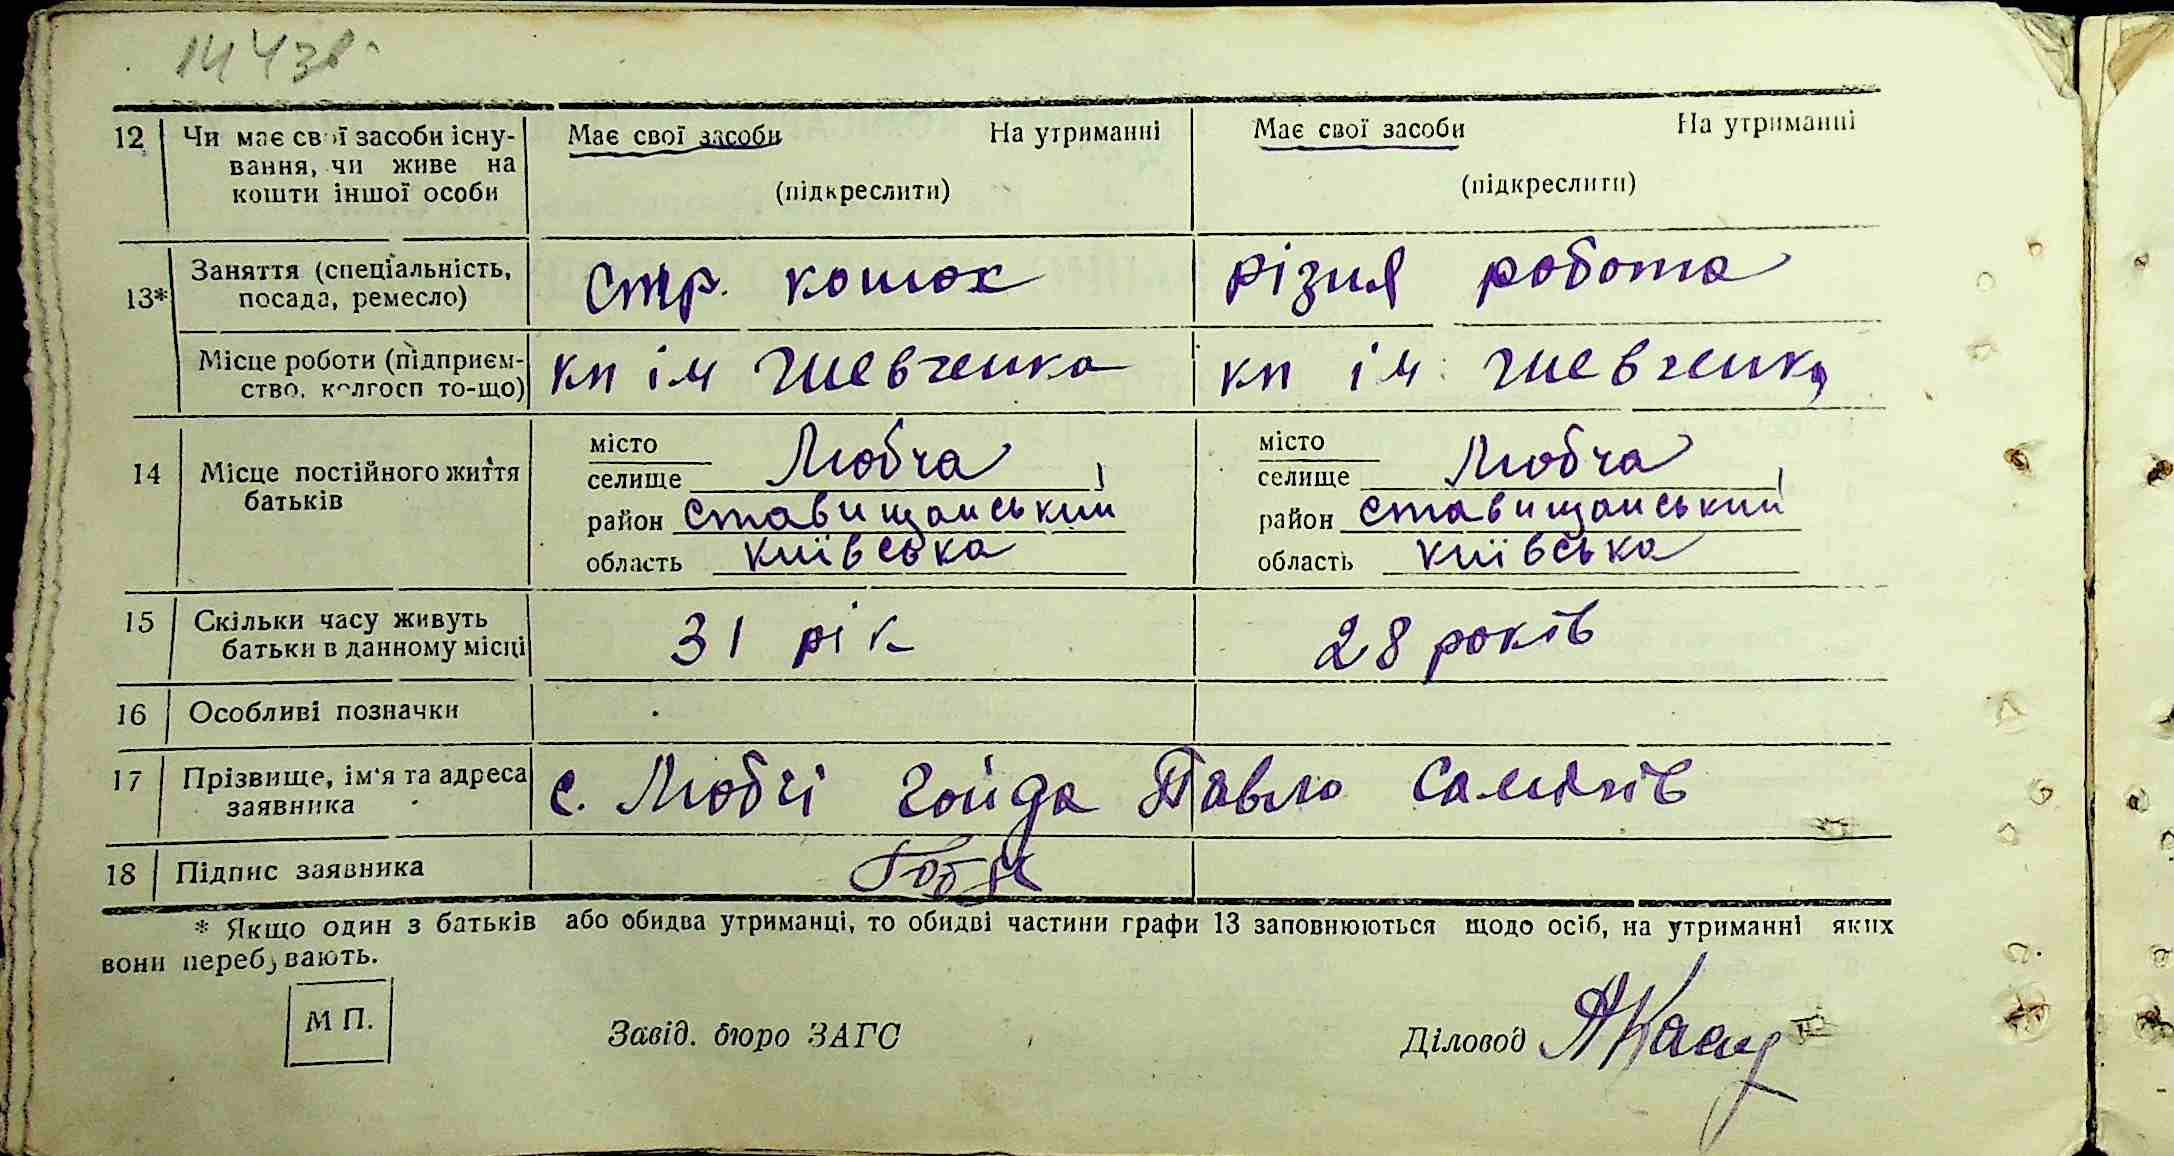 12 Чи має свої засоби існу- Має свої засоби На утриманні Має свої засоби На утриманні
вання, чи живе на
кошти іншої особи (підкреслити) (підкреслити)
13* Заняття (спеціальність, стр. конюх різня робота
посада, ремесло)
Місце роботи (підприєм- кп ім Шевченка кп ім Шевченка
ство, колгосп то-що)
14 Місце постійного життя батьків
місто
селище Любча
район ставищанський
область київська
місто
селище Любча
район ставищанський
область київська
15 Скільки часу живуть 31 рік 28 років
батьки в данному місці
16 Особливі позначки
17 Прізвище, ім'я та адреса с. Любчі Гойда Павло
заявника
18 Підпис заявника
* Якщо один з батьків або обидва утриманці, то обидві частини графи 13 заповнюються щодо осіб, на утриманні яких
вони перебувають.
М П. Завід. бюро ЗАГС Діловод